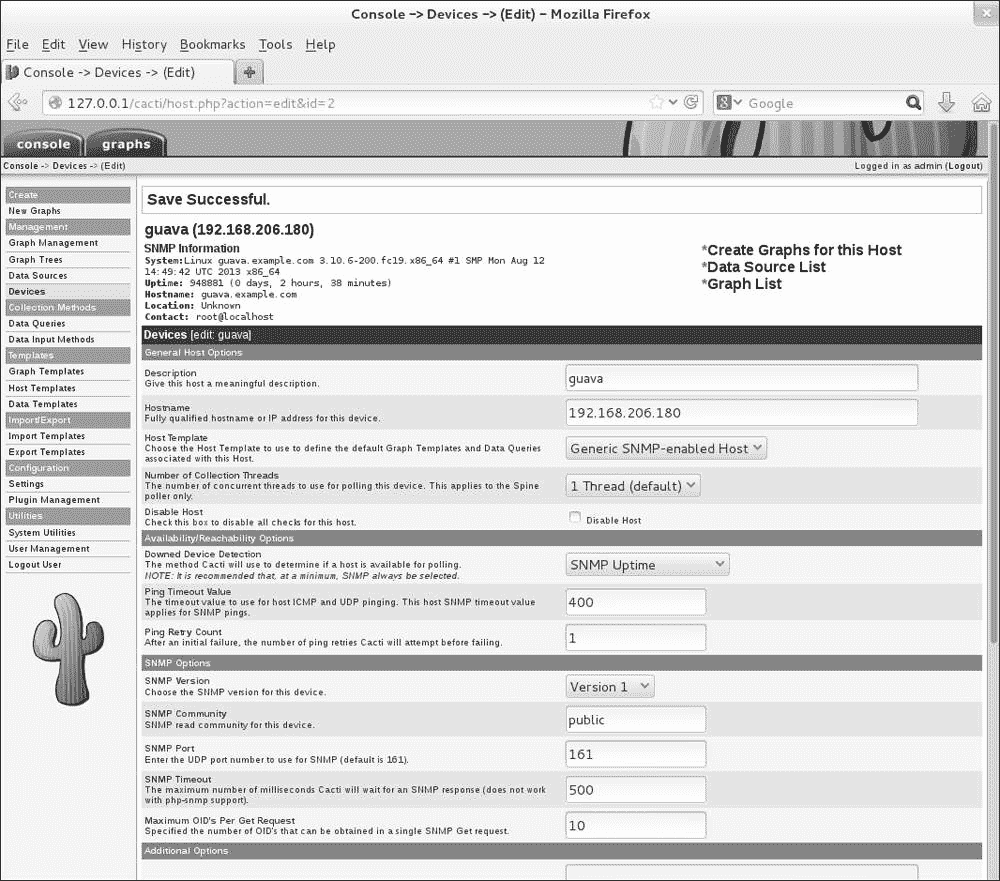 Console -> Devices -> (Edit) – Mozilla Firefox
File Edit View History Bookmarks Tools Help
Console -> Devices -> (Edit)
127.0.0.1/cacti/host.php?action=edit&id=2
Google
console graphs
Console -> Devices -> (Edit)
Logged in as admin (Logout)
Create
New Graphs
Management
Graph Management
Graph Trees
Data Sources
Devices
Collection Methods
Data Queries
Data Input Methods
Templates
Graph Templates
Host Templates
Data Templates
Import/Export
Import Templates
Export Templates
Configuration
Settings
Plugin Management
Utilities
System Utilities
User Management
Logout User
Save Successful.
guava (192.168.206.180)
SNMP Information
System:Linux guava.example.com 3.10.6-200.fc19.x86_64 #1 SMP Mon Aug 12
14:49:42 UTC 2013 x86_64
Uptime: 948881 (0 days, 2 hours, 38 minutes)
Hostname: guava.example.com
Location: Unknown
Contact: root@localhost
*Create Graphs for this Host
*Data Source List
*Graph List
Devices [edit: guava]
General Host Options
Description
Give this host a meaningful description.
guava
Hostname
Fully qualified hostname or IP address for this device.
192.168.206.180
Host Template
Choose the Host Template to use to define the default Graph Templates and Data Queries
associated with this Host.
Generic SNMP-enabled Host
Number of Collection Threads
The number of concurrent threads to use for polling this device. This applies to the Spine
poller only.
1 Thread (default)
Disable Host
Check this box to disable all checks for this host.
Disable Host
Availability/Reachability Options
Downed Device Detection
The method Cacti will use to determine if a host is available for polling.
NOTE: It is recommended that, at a minimum, SNMP always be selected.
SNMP Uptime
Ping Timeout Value
The timeout value to use for host ICMP and UDP pinging. This host SNMP timeout value
applies for SNMP pings.
400
Ping Retry Count
After an initial failure, the number of ping retries Cacti will attempt before failing.
1
SNMP Options
SNMP Version
Choose the SNMP version for this device.
Version 1
SNMP Community
SNMP read community for this device.
public
SNMP Port
Enter the UDP port number to use for SNMP (default is 161).
161
SNMP Timeout
The maximum number of milliseconds Cacti will wait for an SNMP response (does not work
with php-snmp support).
500
Maximum OID's Per Get Request
Specified the number of OID's that can be obtained in a single SNMP Get request.
10
Additional Options